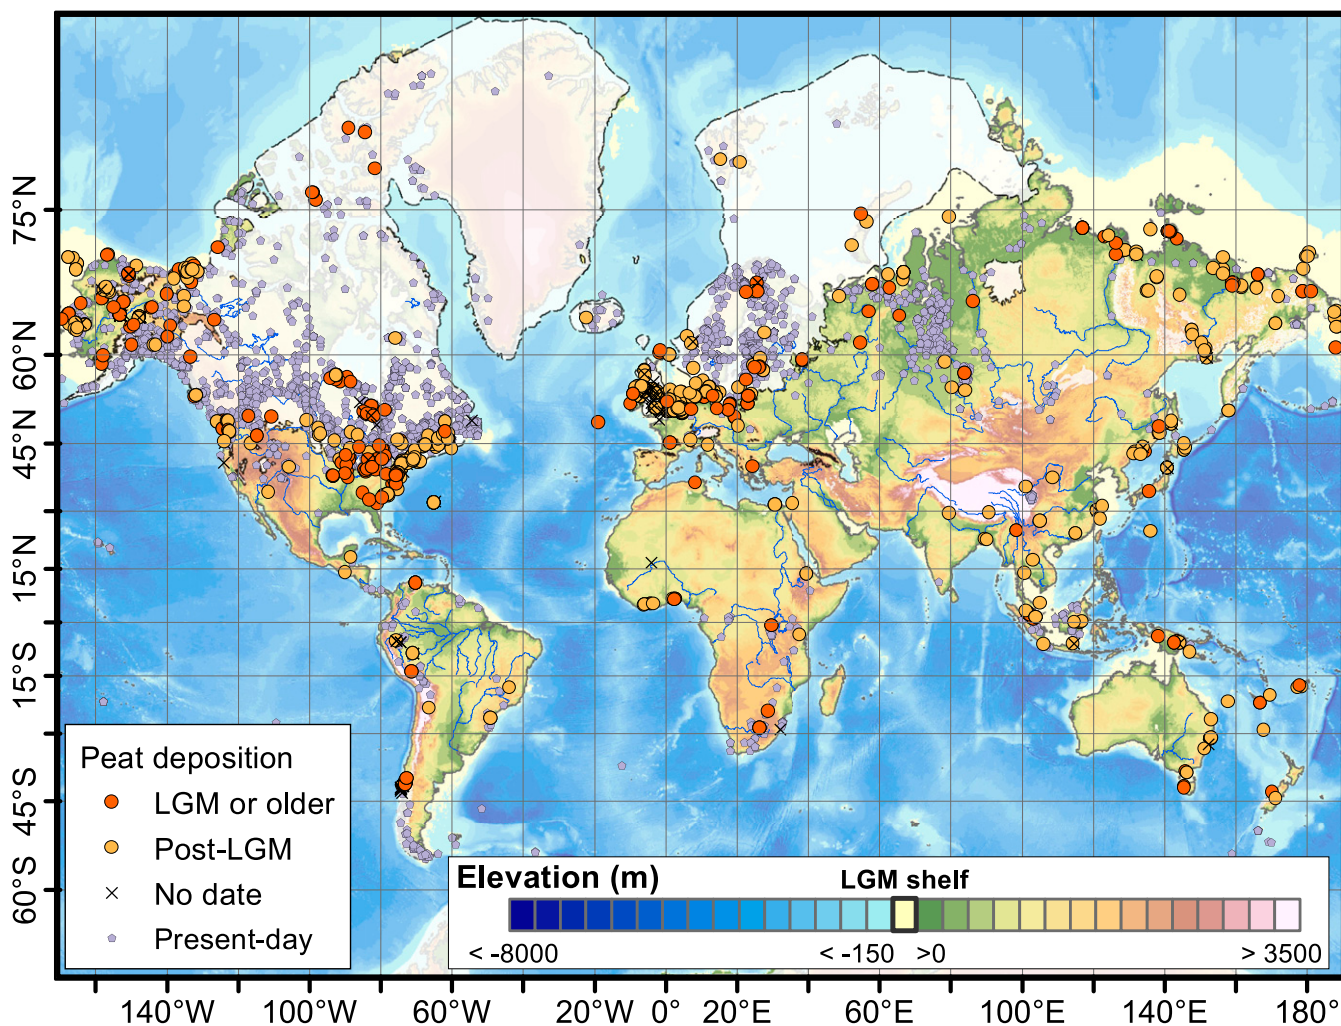 75°N
60°N
45°N
15°N
15°S
45°S
60°S
Peat deposition
LGM or older
Post-LGM
No date
Present-day
Elevation (m)
LGM shelf
< -8000
< -150
>0
> 3500
140°W
100°W
60°W
20°W
0°
20°E
60°E
100°E
140°E
180°